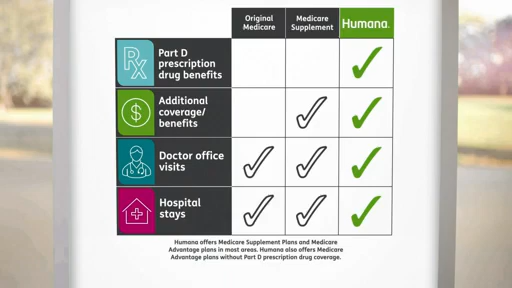 Original
Medicare
Medicare
Supplement
Humana.
Part D
prescription
drug benefits
Additional
coverage/
benefits
Doctor office
visits
Hospital
stays
Humana offers Medicare Supplement Plans and Medicare
Advantage plans in most areas. Humana also offers Medicare
Advantage plans without Part D prescription drug coverage.